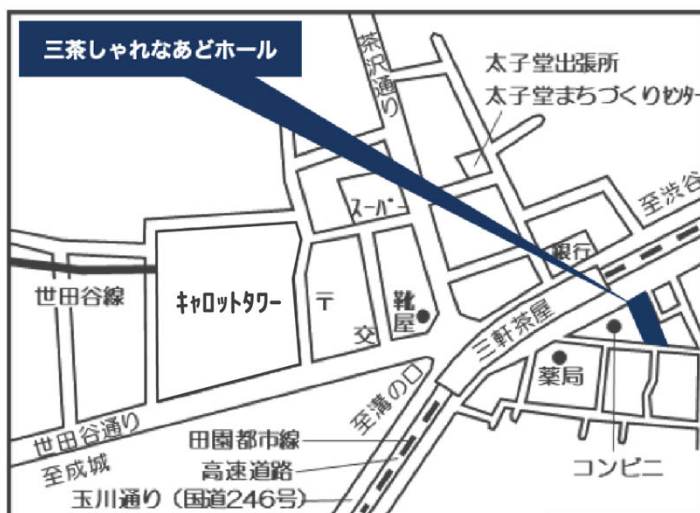 三茶しゃれなあどホール
茶沢通り
太子堂出張所
太子堂まちづくりセンター
至渋谷
スーパー
銀行
世田谷線
キャロットタワー
〒
靴屋
交
三軒茶屋
薬局
至溝の口
世田谷通り
至成城
田園都市線
高速道路
玉川通り（国道246号）
コンビニ